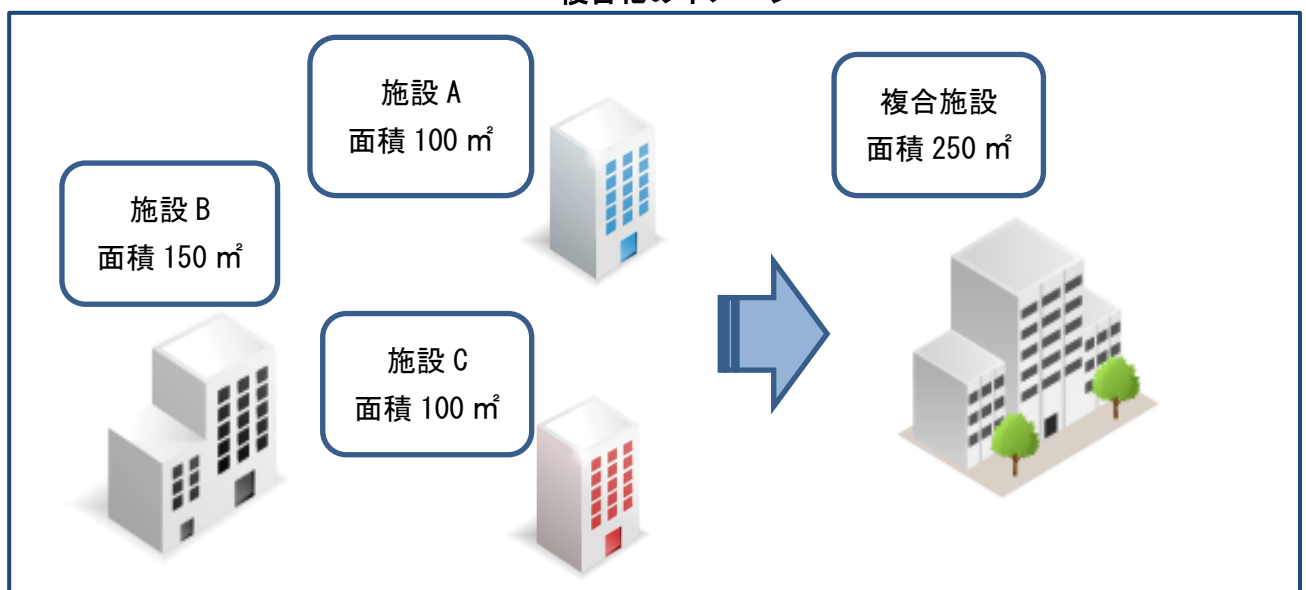 施設 A
面積 100 ㎡
複合施設
面積 250 ㎡
施設 B
面積 150 ㎡
施設 C
面積 100 ㎡